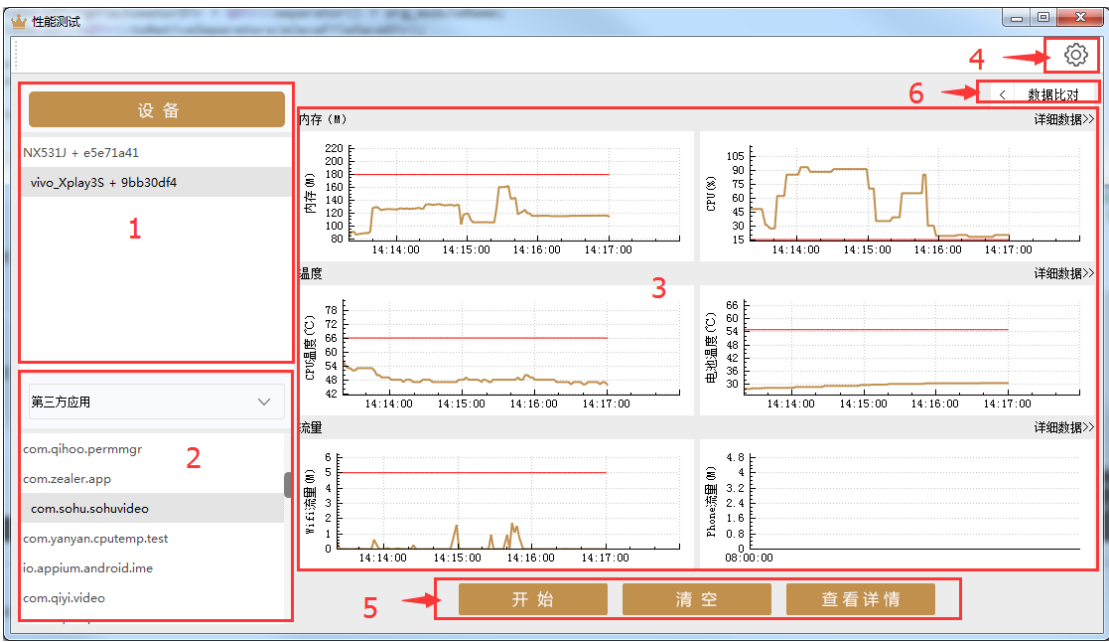 性能测试
4
6
< 数据比对
设 备
NX531J + e5e71a41
vivo_Xplay3S + 9bb30df4
1
内存 (M)
详细数据>>
内存(M)
220
200
180
160
140
120
100
80
14:14:00 14:15:00 14:16:00 14:17:00
CPU(%)
105
90
75
60
45
30
15
14:14:00 14:15:00 14:16:00 14:17:00
温度
3
详细数据>>
CPU温度(℃)
78
72
66
60
54
48
42
14:14:00 14:15:00 14:16:00 14:17:00
电池温度(℃)
66
60
54
48
42
36
30
14:14:00 14:15:00 14:16:00 14:17:00
第三方应用
com.qihoo.permmgr
2
com.zealer.app
com.sohu.sohuvideo
com.yanyan.cputemp.test
io.appium.android.ime
com.qiyi.video
流量
详细数据>>
Wifi流量(M)
6
5
4
3
2
1
0
14:14:00 14:15:00 14:16:00 14:17:00
Phone流量(M)
4.8
4
3.2
2.4
1.6
0.8
0
08:00:00
5
开 始
清 空
查看详情